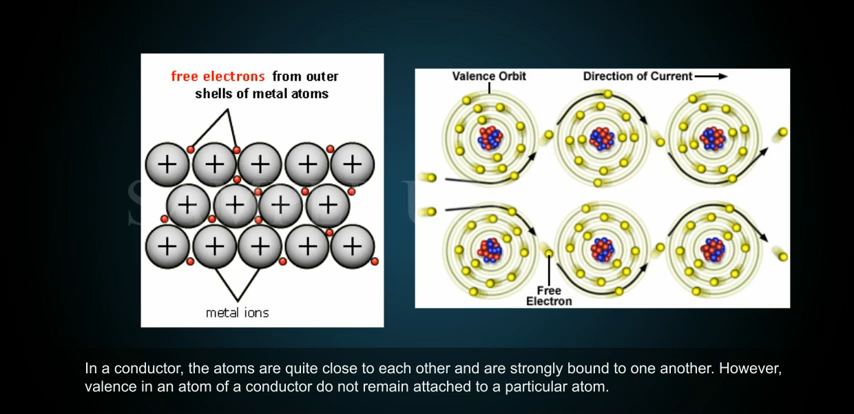 free electrons from outer
shells of metal atoms
+ + + + +
+ + + +
+ + + + +
metal ions
Valence Orbit
Direction of Current
Free
Electron
In a conductor, the atoms are quite close to each other and are strongly bound to one another. However,
valence in an atom of a conductor do not remain attached to a particular atom.